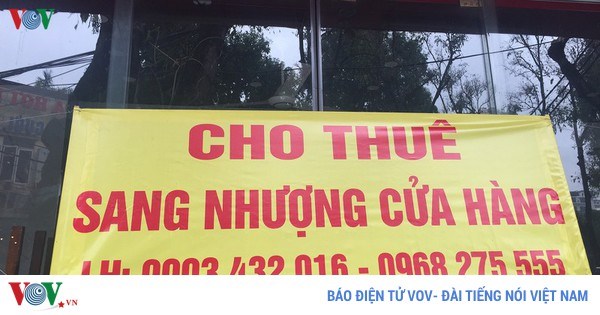 VOV
CHO THUÊ
SANG NHƯỢNG CỬA HÀNG
LH: 432 016 - 0968 275 555
VOV.VN
BÁO ĐIỆN TỬ VOV- ĐÀI TIẾNG NÓI VIỆT NAM